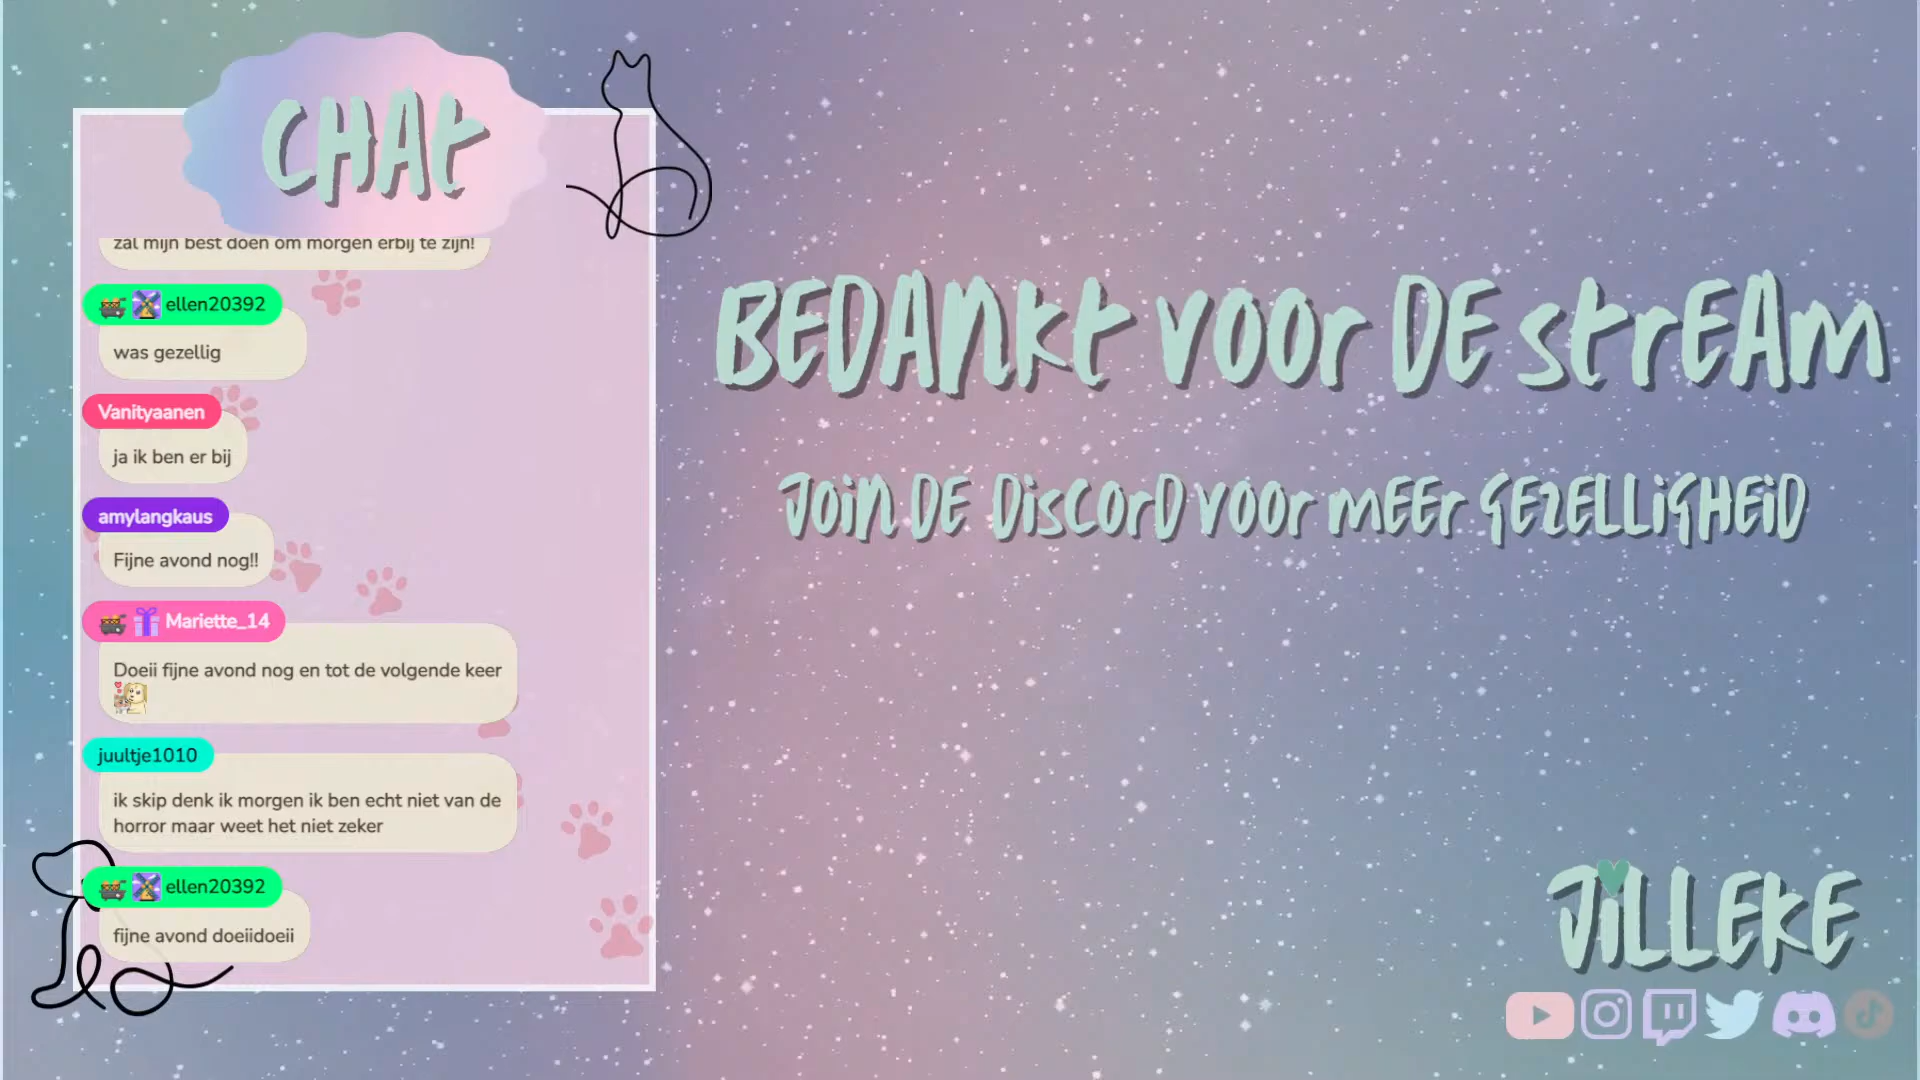 CHAt
zal mijn best doen om morgen erbij te zijn!
ellen20392
was gezellig
Vanityaanen
ja ik ben er bij
amylangkaus
Fijne avond nog!!
Mariette_14
Doeii fijne avond nog en tot de volgende keer
juultje1010
ik skip denk ik morgen ik ben echt niet van de
horror maar weet het niet zeker
ellen20392
fijne avond doeiidoeii
BEDANkt VOOr DE strEAm
JOiN DE DiscOrD VOOr mEEr GEZELLiGHEiD
JiLLEKE